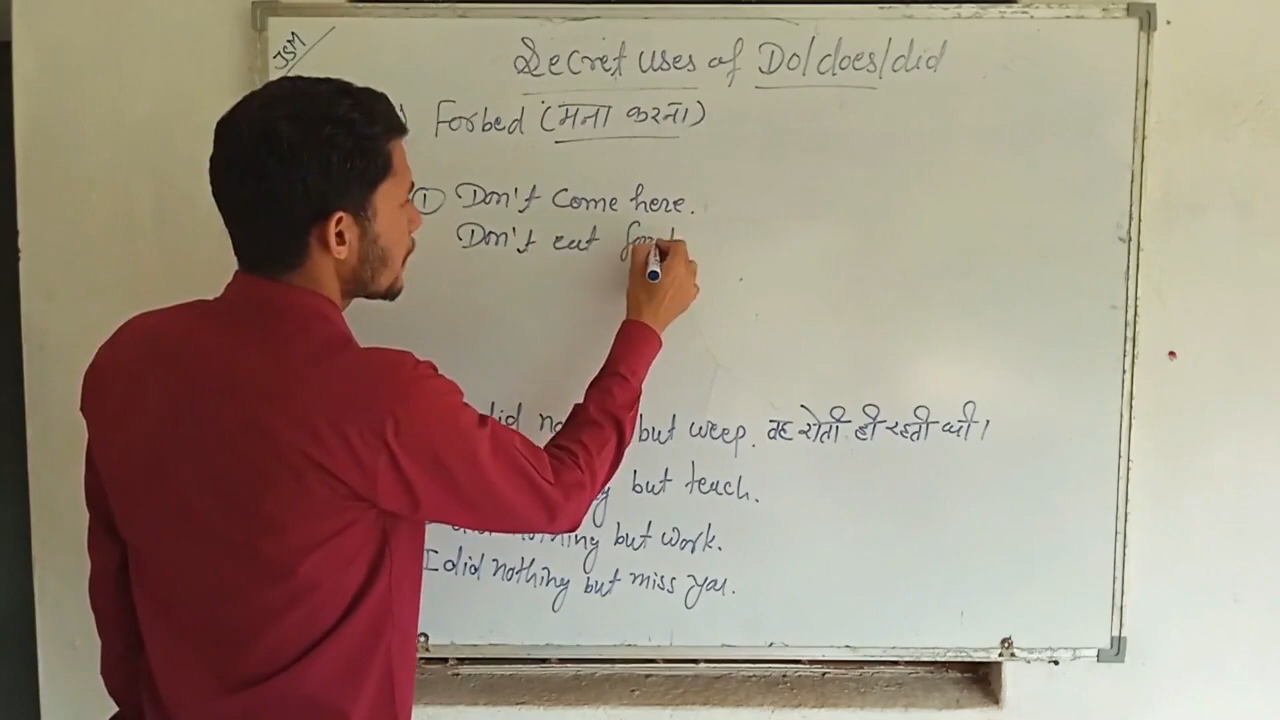 JSM
Secret uses of Do/does/did
Forbed (मना करना)
① Don't come here.
Don't eat
did but weep. वह रोती ही रहती थी।
but teach.
nothing but work.
I did nothing but miss you.